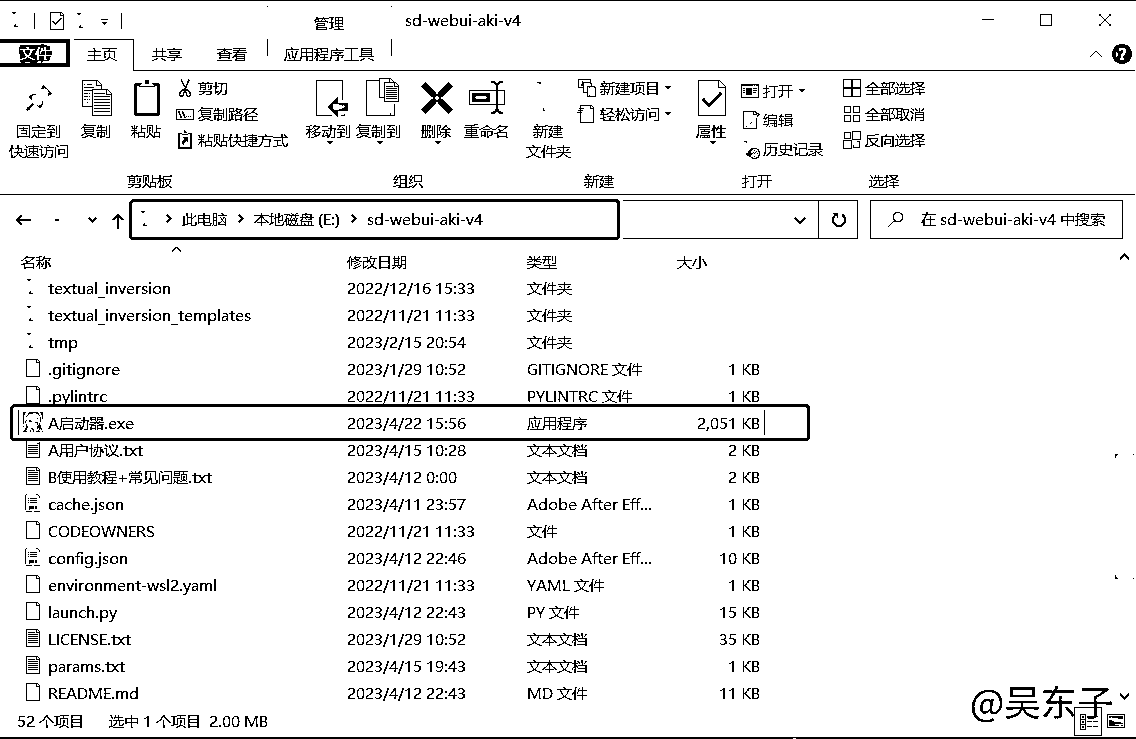 管理
sd-webui-aki-v4
文件 主页 共享 查看 应用程序工具
固定到快速访问
复制
粘贴
剪切
复制路径
粘贴快捷方式
剪贴板
移动到 复制到 删除 重命名
组织
新建文件夹
新建项目
轻松访问
新建
属性
打开
编辑
历史记录
打开
全部选择
全部取消
反向选择
选择
此电脑 > 本地磁盘 (E:) > sd-webui-aki-v4
在 sd-webui-aki-v4 中搜索
名称 修改日期 类型 大小
textual_inversion 2022/12/16 15:33 文件夹
textual_inversion_templates 2022/11/21 11:33 文件夹
tmp 2023/2/15 20:54 文件夹
.gitignore 2023/1/29 10:52 GITIGNORE 文件 1 KB
.pylintrc 2022/11/21 11:33 PYLINTRC 文件 1 KB
A启动器.exe 2023/4/22 15:56 应用程序 2,051 KB
A用户协议.txt 2023/4/15 10:28 文本文档 2 KB
B使用教程+常见问题.txt 2023/4/12 0:00 文本文档 2 KB
cache.json 2023/4/11 23:57 Adobe After Eff... 1 KB
CODEOWNERS 2022/11/21 11:33 文件 1 KB
config.json 2023/4/12 22:46 Adobe After Eff... 10 KB
environment-wsl2.yaml 2022/11/21 11:33 YAML 文件 1 KB
launch.py 2023/4/12 22:43 PY 文件 15 KB
LICENSE.txt 2023/1/29 10:52 文本文档 35 KB
params.txt 2023/4/15 19:43 文本文档 1 KB
README.md 2023/4/12 22:43 MD 文件 11 KB
52 个项目 选中 1 个项目 2.00 MB
@吴东子